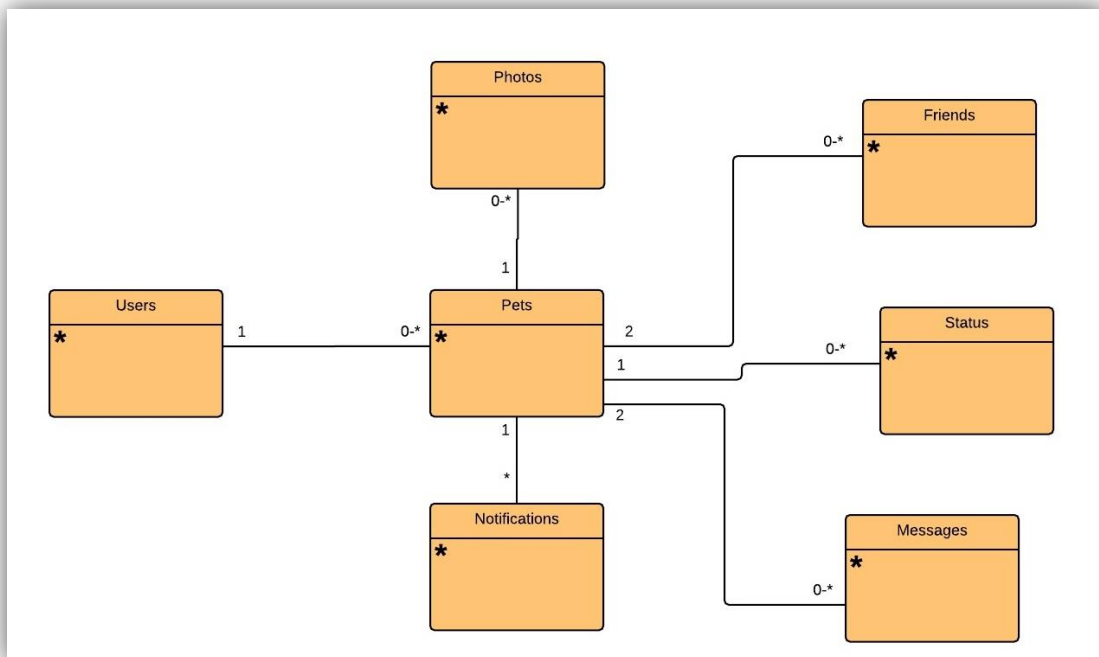 Photos
*
0-*
1
Friends
*
0-*
Users
*
1
0-*
Pets
*
2
1
2
Status
*
0-*
1
*
Notifications
*
Messages
*
0-*